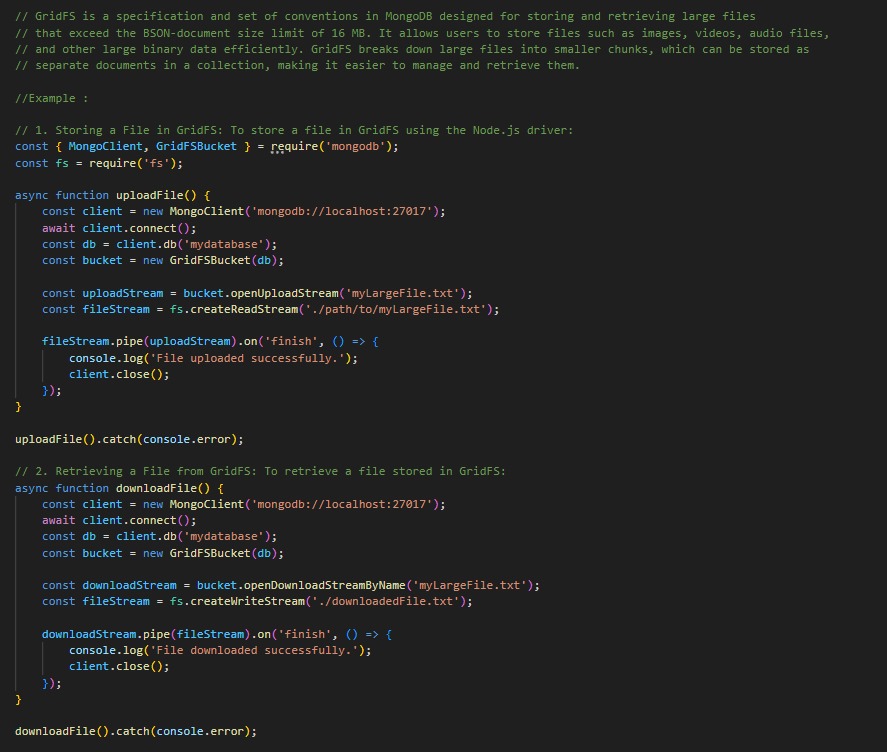 // GridFS is a specification and set of conventions in MongoDB designed for storing and retrieving large files
// that exceed the BSON-document size limit of 16 MB. It allows users to store files such as images, videos, audio files,
// and other large binary data efficiently. GridFS breaks down large files into smaller chunks, which can be stored as
// separate documents in a collection, making it easier to manage and retrieve them.
//Example :
// 1. Storing a File in GridFS: To store a file in GridFS using the Node.js driver:
const { MongoClient, GridFSBucket } = require('mongodb');
const fs = require('fs');
async function uploadFile() {
    const client = new MongoClient('mongodb://localhost:27017');
    await client.connect();
    const db = client.db('mydatabase');
    const bucket = new GridFSBucket(db);
    const uploadStream = bucket.openUploadStream('myLargeFile.txt');
    const fileStream = fs.createReadStream('./path/to/myLargeFile.txt');
    fileStream.pipe(uploadStream).on('finish', () => {
        console.log('File uploaded successfully.');
        client.close();
    });
}
uploadFile().catch(console.error);
// 2. Retrieving a File from GridFS: To retrieve a file stored in GridFS:
async function downloadFile() {
    const client = new MongoClient('mongodb://localhost:27017');
    await client.connect();
    const db = client.db('mydatabase');
    const bucket = new GridFSBucket(db);
    const downloadStream = bucket.openDownloadStreamByName('myLargeFile.txt');
    const fileStream = fs.createWriteStream('./downloadedFile.txt');
    downloadStream.pipe(fileStream).on('finish', () => {
        console.log('File downloaded successfully.');
        client.close();
    });
}
downloadFile().catch(console.error);